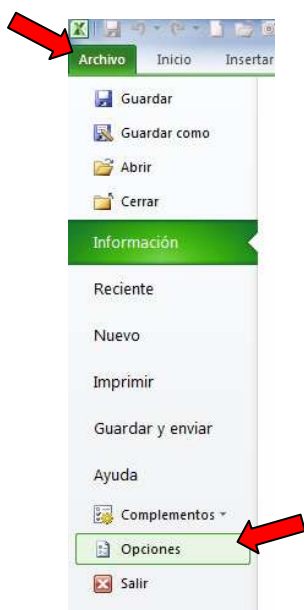 Archivo Inicio Insertar
Guardar
Guardar como
Abrir
Cerrar
Información
Reciente
Nuevo
Imprimir
Guardar y enviar
Ayuda
Complementos
Opciones
Salir